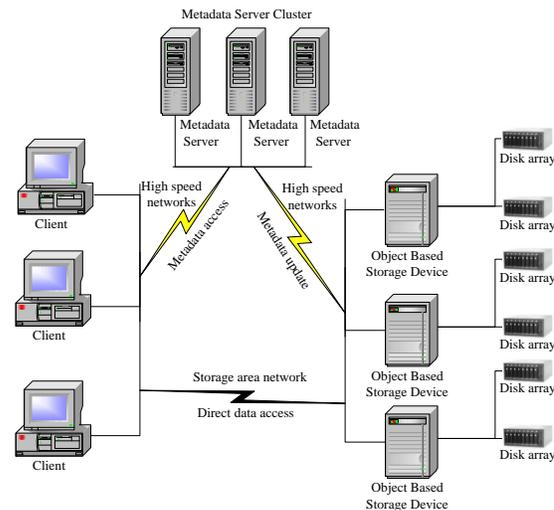 Metadata Server Cluster
Metadata
Server
Metadata
Server
Metadata
Server
High speed
networks
Metadata access
High speed
networks
Metadata update
Client
Client
Client
Storage area network
Direct data access
Object Based
Storage Device
Object Based
Storage Device
Object Based
Storage Device
Disk array
Disk array
Disk array
Disk array
Disk array
Disk array